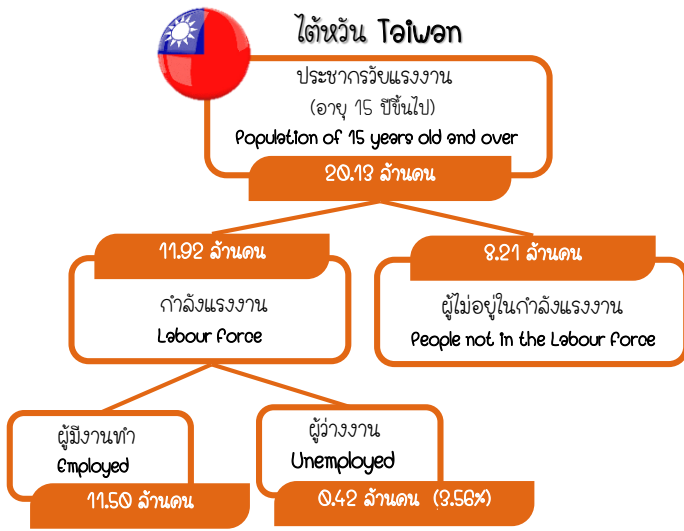 ไต้หวัน Taiwan
ประชากรวัยแรงงาน
(อายุ 15 ปีขึ้นไป)
Population of 15 years old and over
20.13 ล้านคน
11.92 ล้านคน
กำลังแรงงาน
Labour Force
8.21 ล้านคน
ผู้ไม่อยู่ในกำลังแรงงาน
People not in the Labour Force
ผู้มีงานทำ
Employed
11.50 ล้านคน
ผู้ว่างงาน
Unemployed
0.42 ล้านคน (3.56%)